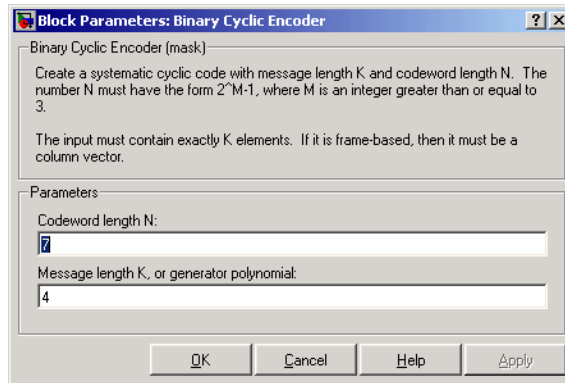 Block Parameters: Binary Cyclic Encoder
Binary Cyclic Encoder (mask)
Create a systematic cyclic code with message length K and codeword length N. The
number N must have the form 2^M-1, where M is an integer greater than or equal to
3.
The input must contain exactly K elements. If it is frame-based, then it must be a
column vector.
Parameters
Codeword length N:
7
Message length K, or generator polynomial:
4
OK Cancel Help Apply